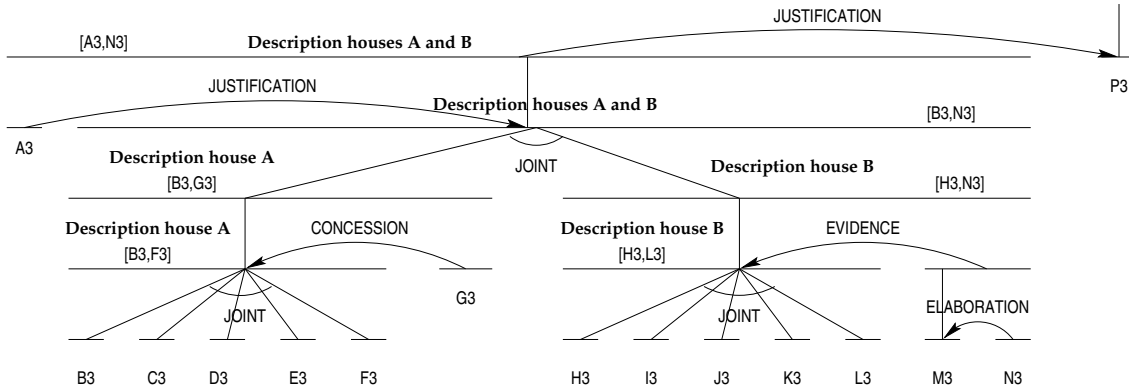 JUSTIFICATION
[A3,N3] Description houses A and B
P3
JUSTIFICATION
Description houses A and B
[B3,N3]
A3
Description house A
JOINT
Description house B
[B3,G3]
[H3,N3]
Description house A
CONCESSION
Description house B
EVIDENCE
[B3,F3]
[H3,L3]
G3
ELABORATION
JOINT
JOINT
B3 C3 D3 E3 F3 H3 I3 J3 K3 L3 M3 N3